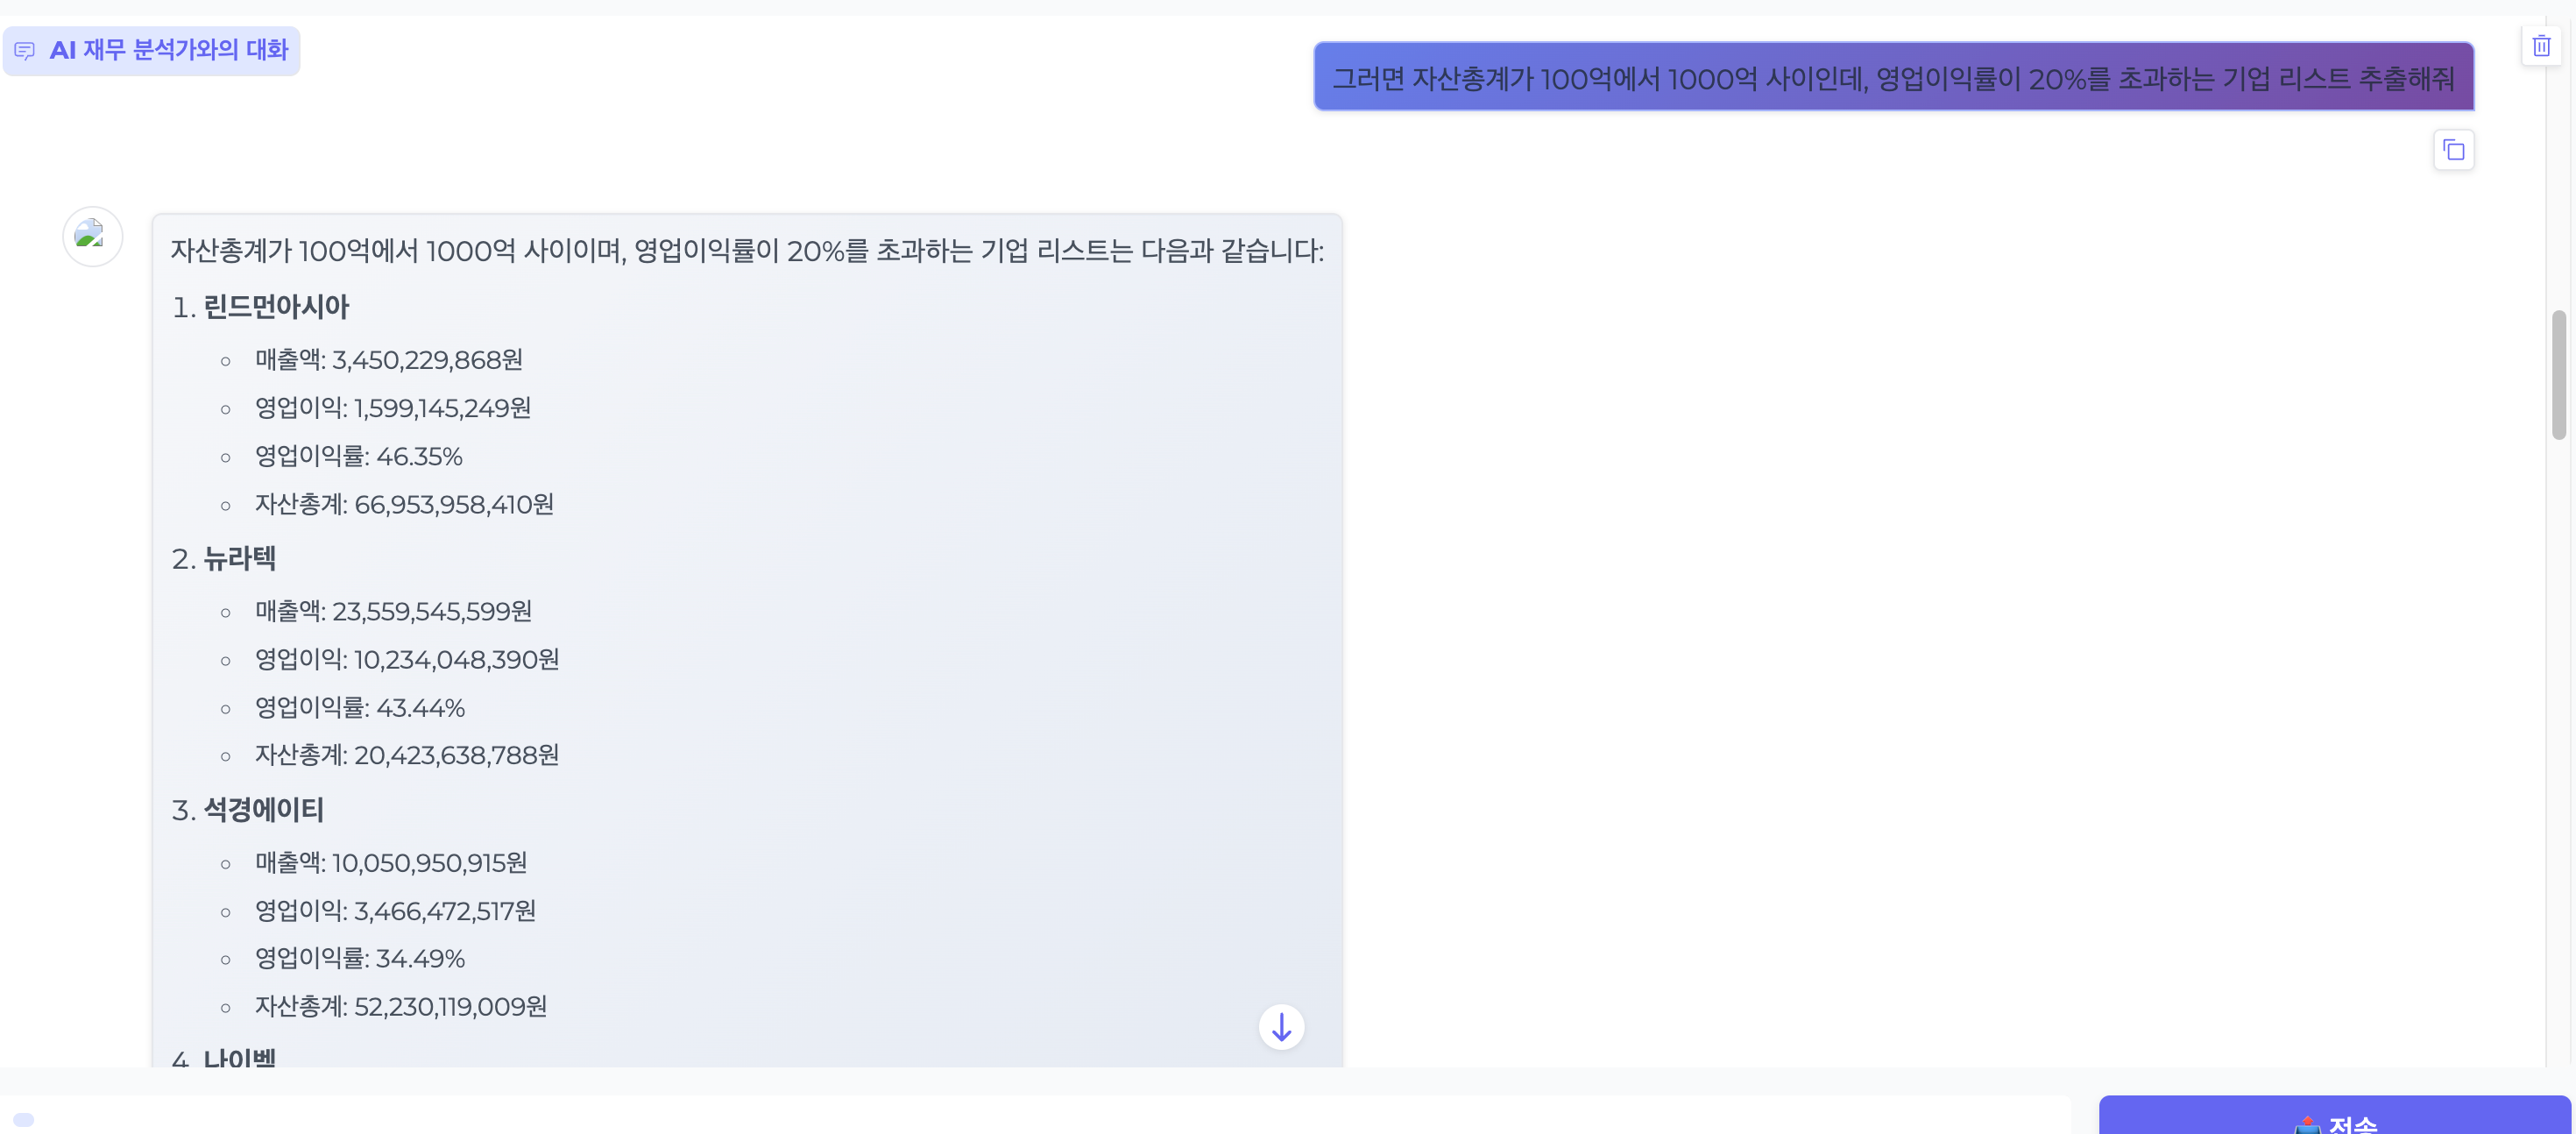 AI 재무 분석가와의 대화
그러면 자산총계가 100억에서 1000억 사이인데, 영업이익률이 20%를 초과하는 기업 리스트 추출해줘
자산총계가 100억에서 1000억 사이이며, 영업이익률이 20%를 초과하는 기업 리스트는 다음과 같습니다:
1. 린드먼아시아
매출액: 3,450,229,868원
영업이익: 1,599,145,249원
영업이익률: 46.35%
자산총계: 66,953,958,410원
2. 뉴라텍
매출액: 23,559,545,599원
영업이익: 10,234,048,390원
영업이익률: 43.44%
자산총계: 20,423,638,788원
3. 석경에이티
매출액: 10,050,950,915원
영업이익: 3,466,472,517원
영업이익률: 34.49%
자산총계: 52,230,119,009원
4. 나이벡
전송